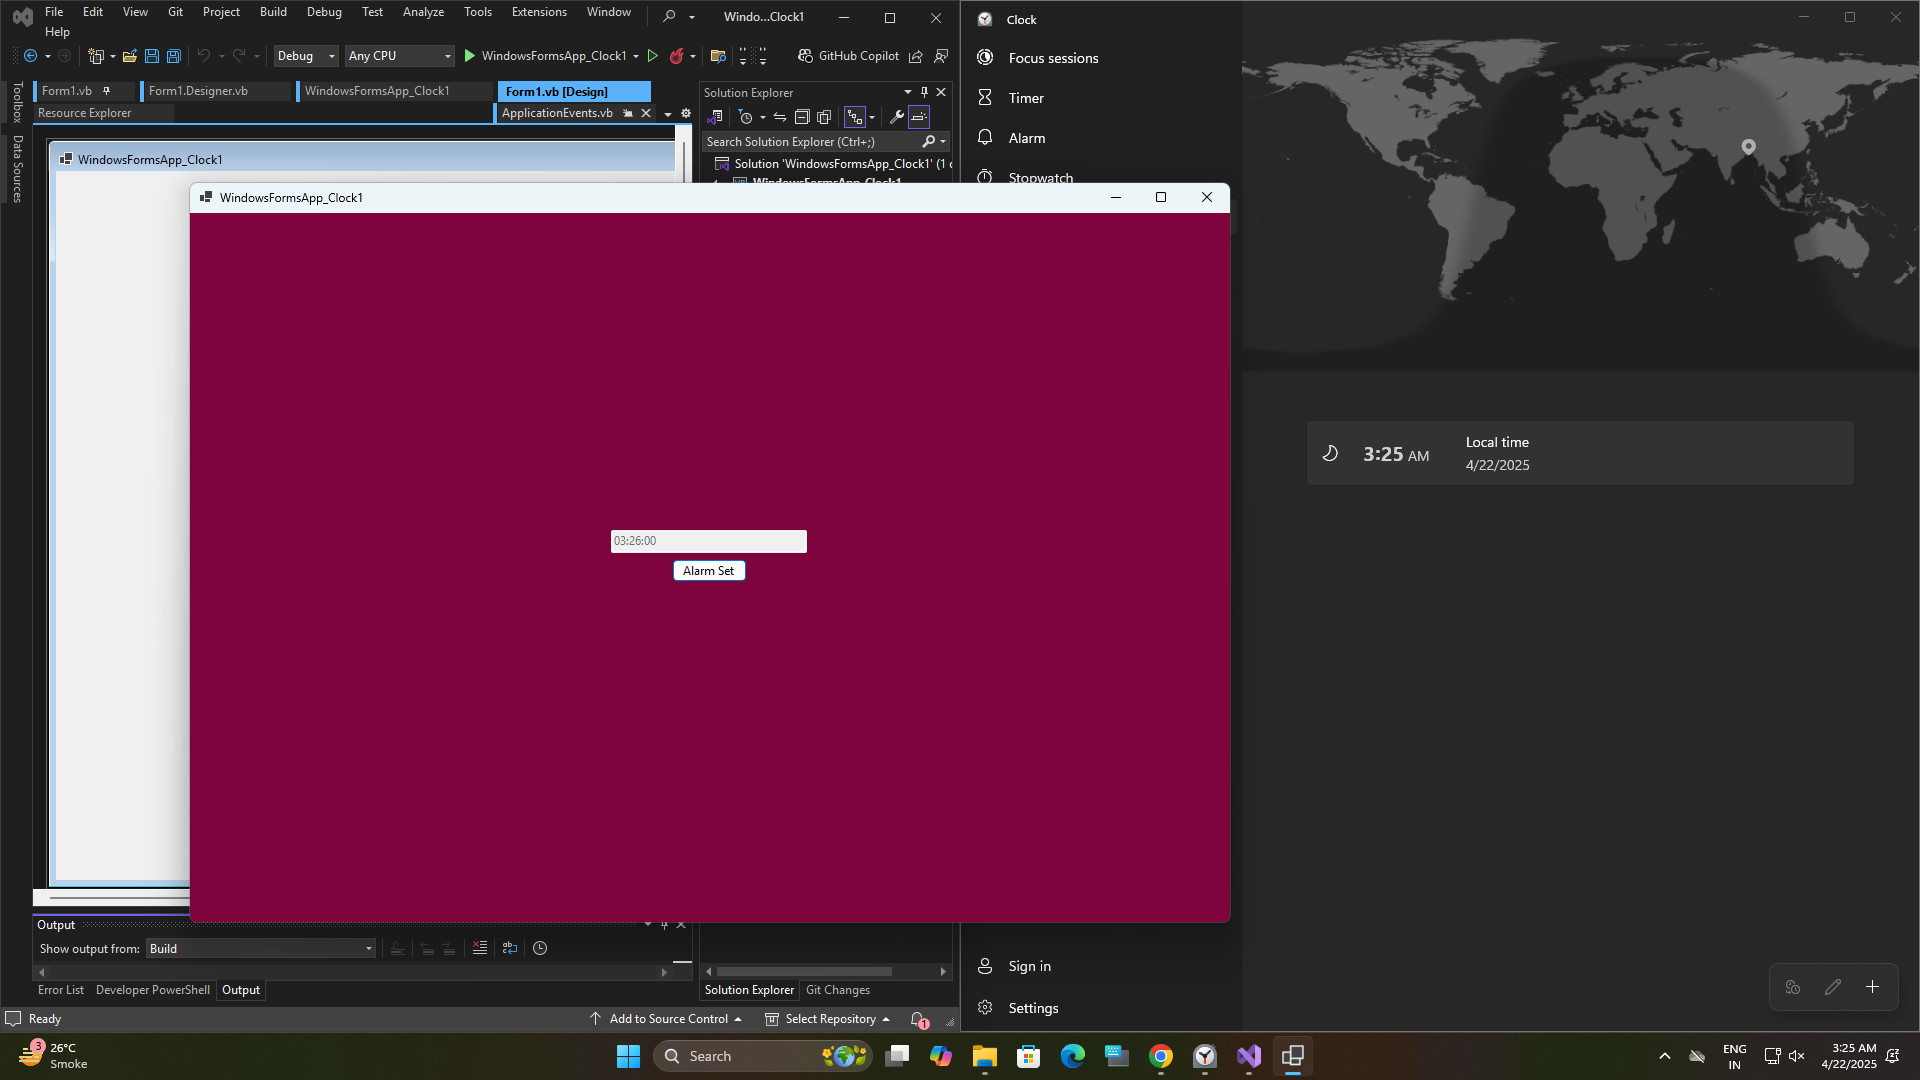 File Edit View Git Project Build Debug Test Analyze Tools Extensions Window
Windo...Clock1
Help
Debug Any CPU WindowsFormsApp_Clock1 GitHub Copilot
Toolbox
Data Sources
Form1.vb Form1.Designer.vb WindowsFormsApp_Clock1 Form1.vb [Design]
Resource Explorer ApplicationEvents.vb
WindowsFormsApp_Clock1
Solution Explorer
Search Solution Explorer (Ctrl+;)
Solution 'WindowsFormsApp_Clock1' (1 o
WindowsFormsApp_Clock1
WindowsFormsApp_Clock1
03:26:00
Alarm Set
Output
Show output from: Build
Error List Developer PowerShell Output
Solution Explorer Git Changes
Ready
Add to Source Control Select Repository 1
Clock
Focus sessions
Timer
Alarm
Stopwatch
3:25 AM
Local time
4/22/2025
Sign in
Settings
3
26°C
Smoke
Search
ENG
IN
3:25 AM
4/22/2025